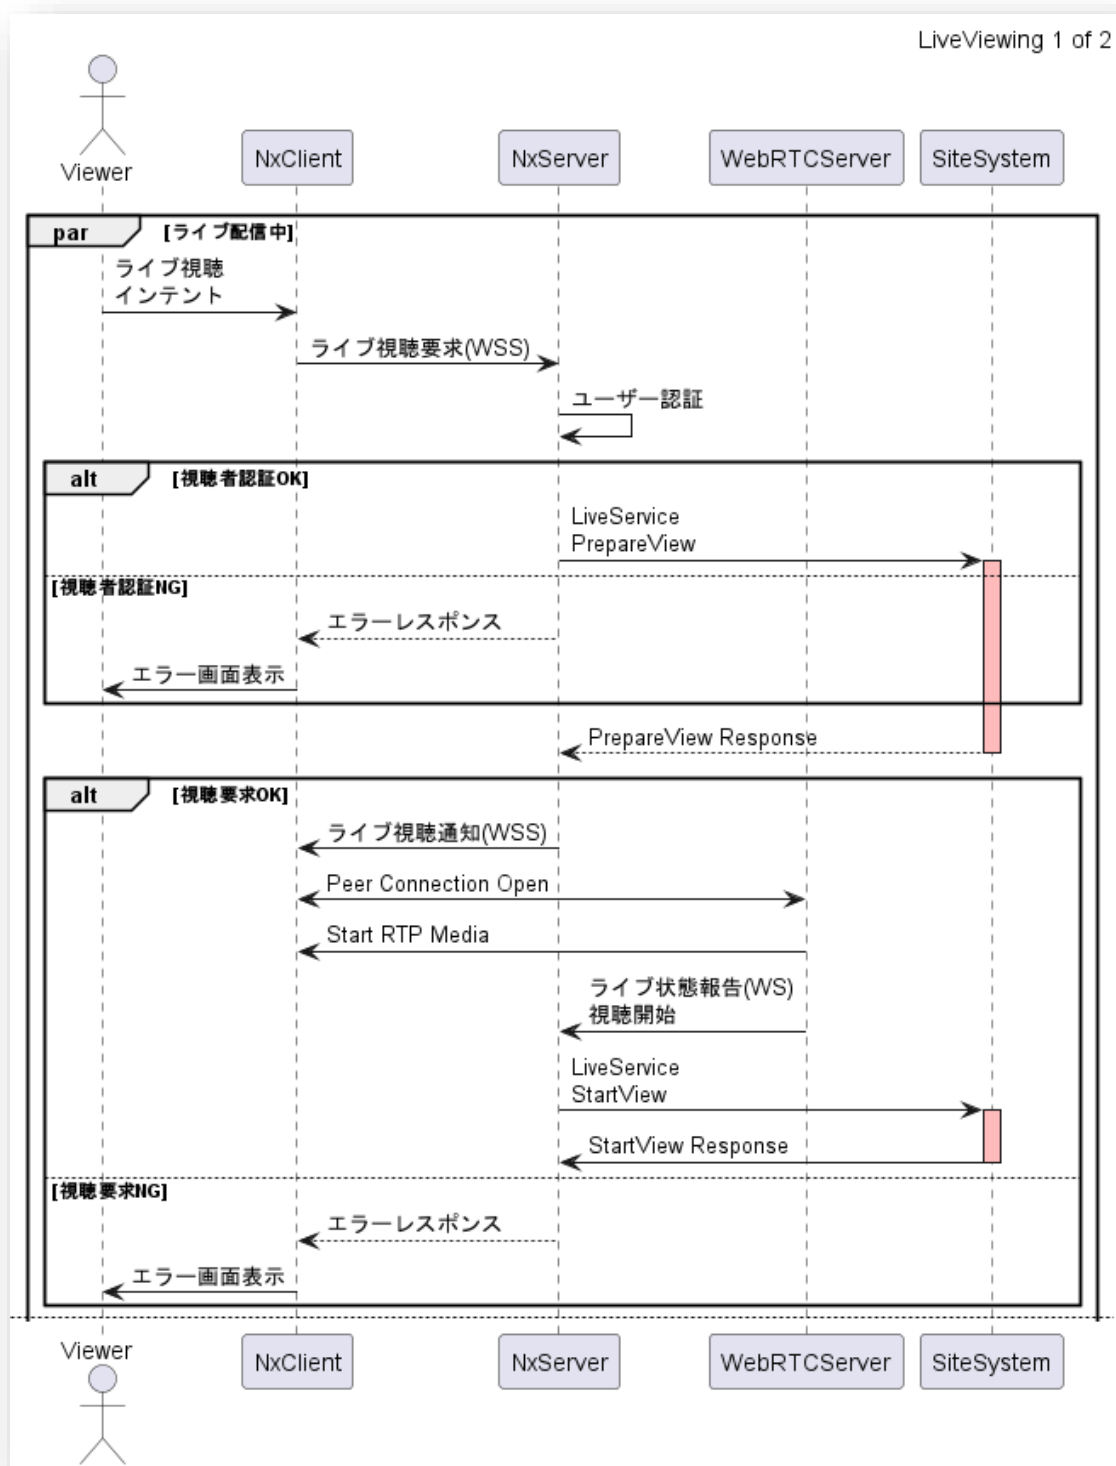 LiveViewing 1 of 2
Viewer
NxClient
NxServer
WebRTCServer
SiteSystem
par
[ライブ配信中]
ライブ視聴
インテント
ライブ視聴要求(WSS)
ユーザー認証
alt
[視聴者認証OK]
LiveService
PrepareView
[視聴者認証NG]
エラーレスポンス
エラー画面表示
PrepareView Response
alt
[視聴要求OK]
ライブ視聴通知(WSS)
Peer Connection Open
Start RTP Media
ライブ状態報告(WS)
視聴開始
LiveService
StartView
StartView Response
[視聴要求NG]
エラーレスポンス
エラー画面表示
Viewer
NxClient
NxServer
WebRTCServer
SiteSystem